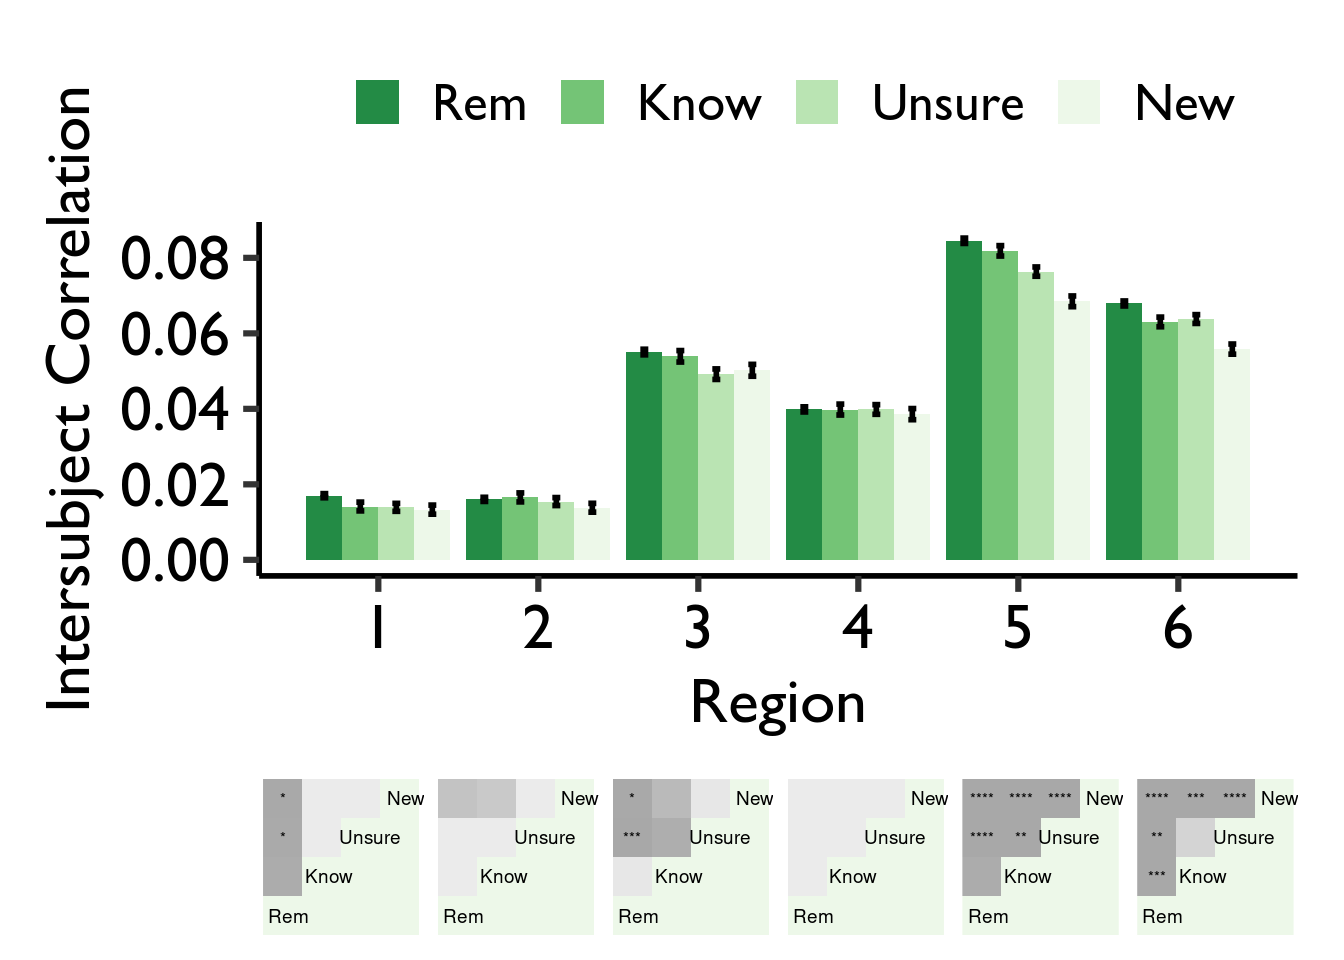 Rem Know Unsure New
Intersubject Correlation
0.08
0.06
0.04
0.02
0.00
1 2 3 4 5 6
Region
* New
* Unsure
Know
Rem
New
Unsure
Know
Rem
* New
*** Unsure
Know
Rem
New
Unsure
Know
Rem
**** **** **** New
**** ** Unsure
Know
Rem
**** *** **** New
** Unsure
*** Know
Rem